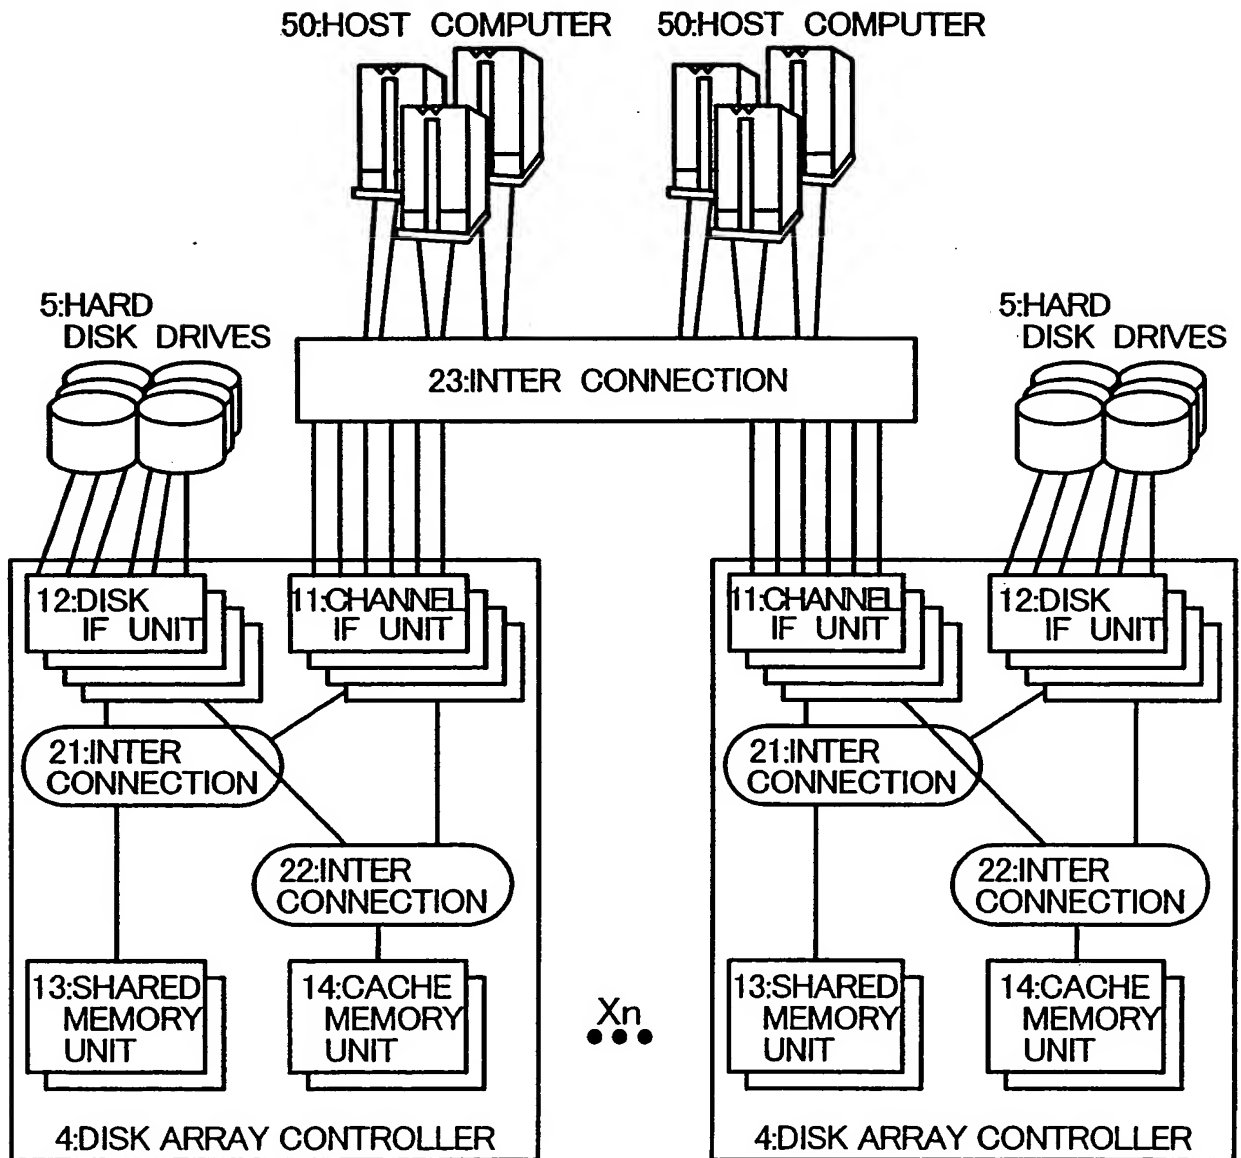 50:HOST COMPUTER
50:HOST COMPUTER
5:HARD
DISK DRIVES
5:HARD
DISK DRIVES
23:INTER CONNECTION
12:DISK
IF UNIT
11:CHANNEL
IF UNIT
11:CHANNEL
IF UNIT
12:DISK
IF UNIT
21:INTER
CONNECTION
21:INTER
CONNECTION
22:INTER
CONNECTION
22:INTER
CONNECTION
13:SHARED
MEMORY
UNIT
14:CACHE
MEMORY
UNIT
Xn
13:SHARED
MEMORY
UNIT
14:CACHE
MEMORY
UNIT
4:DISK ARRAY CONTROLLER
4:DISK ARRAY CONTROLLER